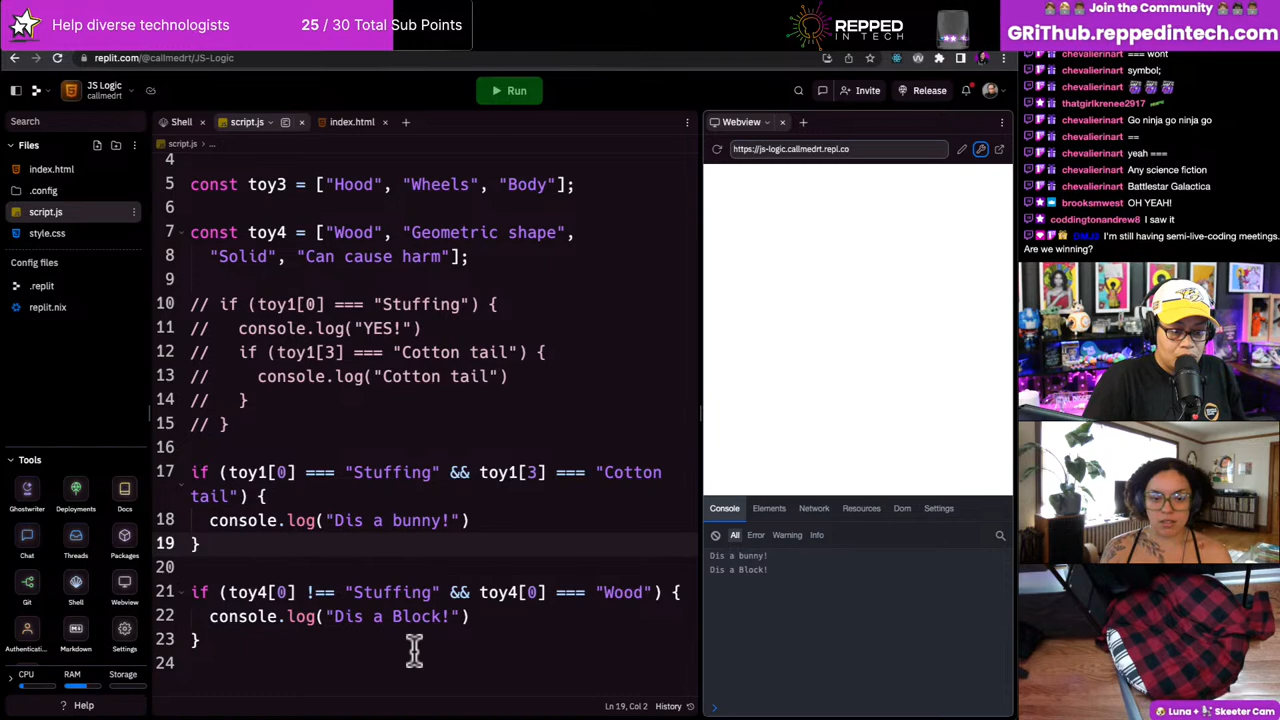 Help diverse technologists
25 / 30 Total Sub Points
REPPED
IN TECH
Join the Community
GRiThub.reppedintech.com
replit.com/@callmedrt/JS-Logic
JS Logic
callmedrt
Run
Invite
Release
Search
Files
index.html
.config
script.js
style.css
Config files
.replit
replit.nix
Tools
Ghostwriter
Deployments
Docs
Chat
Threads
Packages
Git
Shell
Webview
Authenticati...
Markdown
Settings
CPU
RAM
Storage
Help
Shell
script.js
index.html
script.js > ...
4
5 const toy3 = ["Hood", "Wheels", "Body"];
6
7 const toy4 = ["Wood", "Geometric shape",
8 "Solid", "Can cause harm"];
9
10 // if (toy1[0] === "Stuffing") {
11 // console.log("YES!")
12 // if (toy1[3] === "Cotton tail") {
13 // console.log("Cotton tail")
14 // }
15 // }
16
17 if (toy1[0] === "Stuffing" && toy1[3] === "Cotton
tail") {
18 console.log("Dis a bunny!")
19 }
20
21 if (toy4[0] !== "Stuffing" && toy4[0] === "Wood") {
22 console.log("Dis a Block!")
23 }
24
Ln 19, Col 2
History
Webview
https://js-logic.callmedrt.repl.co
Console
Elements
Network
Resources
Dom
Settings
All
Error
Warning
Info
Dis a bunny!
Dis a Block!
chevalierinart === wont
chevalierinart symbol;
chevalierinart
thatgirlkrenee2917
chevalierinart Go ninja go ninja go
chevalierinart ==
chevalierinart yeah ===
chevalierinart Any science fiction
chevalierinart Battlestar Galactica
brooksmwest OH YEAH!
coddingtonandrew8 I saw it
I'm still having semi-live-coding meetings.
Are we winning?
Luna + Skeeter Cam